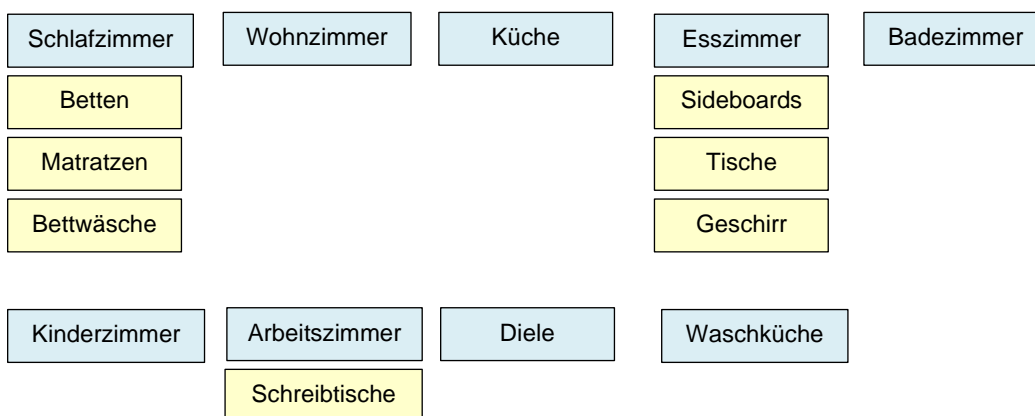 Schlafzimmer
Wohnzimmer
Küche
Esszimmer
Badezimmer
Betten
Sideboards
Matratzen
Tische
Bettwäsche
Geschirr
Kinderzimmer
Arbeitszimmer
Diele
Waschküche
Schreibtische